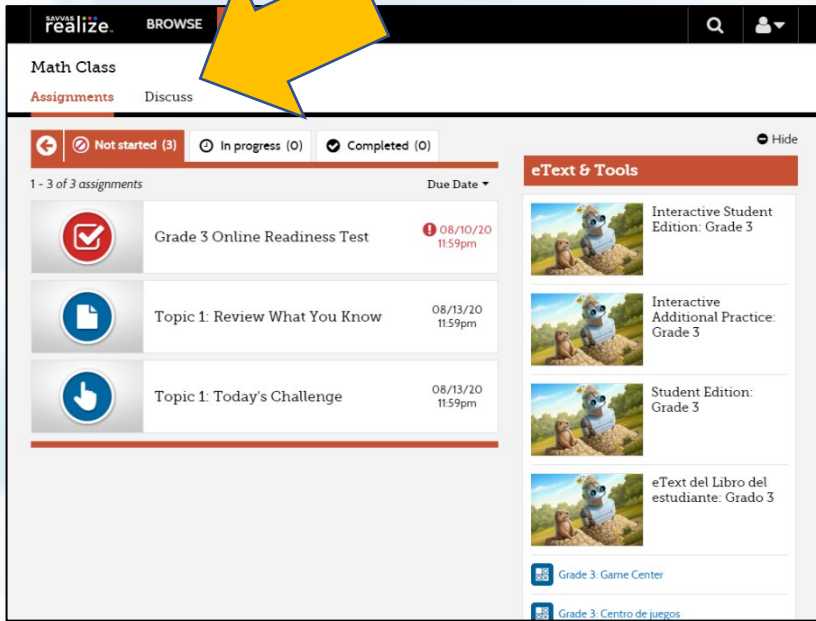 SAVVAS
realize.
BROWSE
Math Class
Assignments Discuss
Not started (3) In progress (0) Completed (0)
Hide
1 - 3 of 3 assignments Due Date
eText & Tools
Grade 3 Online Readiness Test
08/10/20
11:59pm
Topic 1: Review What You Know
08/13/20
11:59pm
Topic 1: Today's Challenge
08/13/20
11:59pm
Interactive Student
Edition: Grade 3
Interactive
Additional Practice:
Grade 3
Student Edition:
Grade 3
eText del Libro del
estudiante: Grado 3
Grade 3: Game Center
Grade 3: Centro de juegos